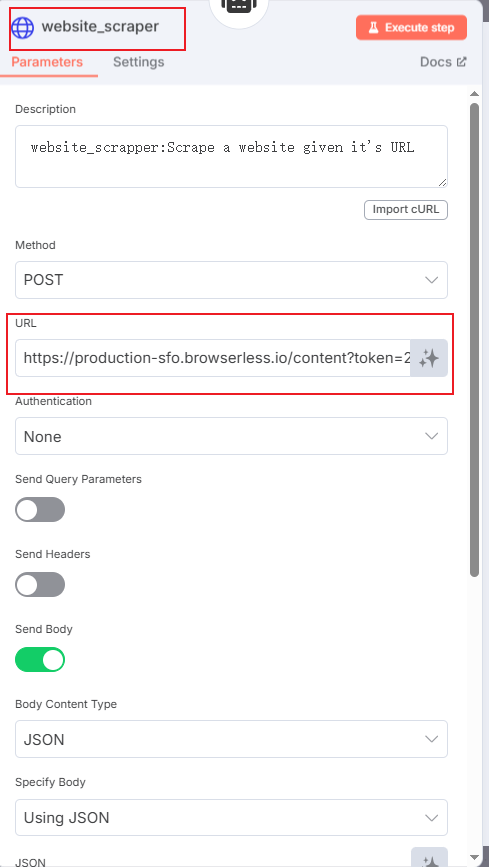 website_scraper
Execute step
Parameters
Settings
Docs
Description
website_scrapper:Scrape a website given it's URL
Import cURL
Method
POST
URL
https://production-sfo.browserless.io/content?token=2
Authentication
None
Send Query Parameters
Send Headers
Send Body
Body Content Type
JSON
Specify Body
Using JSON
JSON